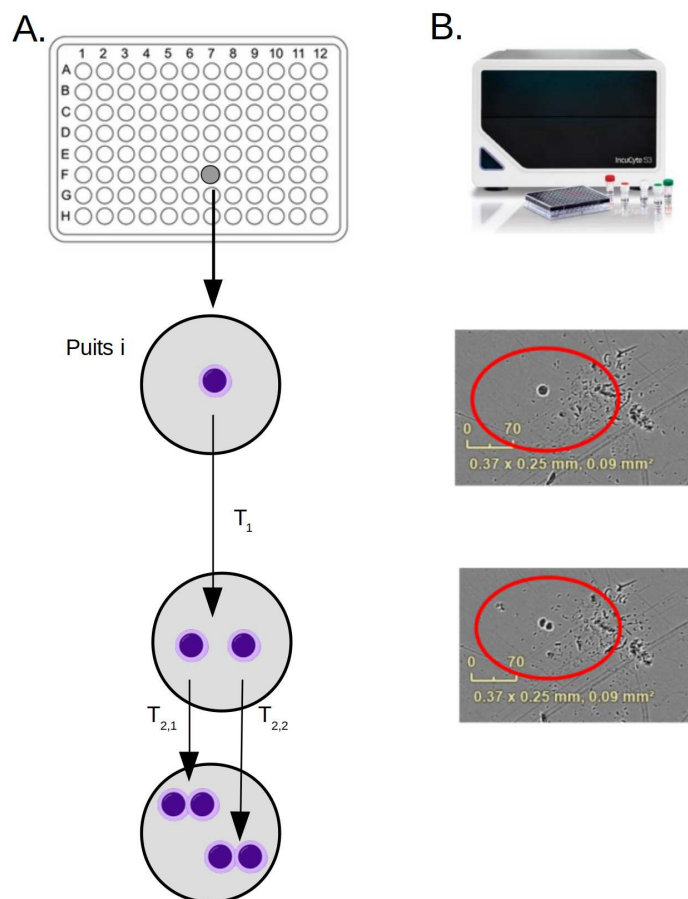 A.
B.
1 2 3 4 5 6 7 8 9 10 11 12
A
B
C
D
E
F
G
H
IncuCyte S3
Puits i
0 70
0.37 x 0.25 mm, 0.09 mm²
T1
0 70
0.37 x 0.25 mm, 0.09 mm²
T2,1 T2,2